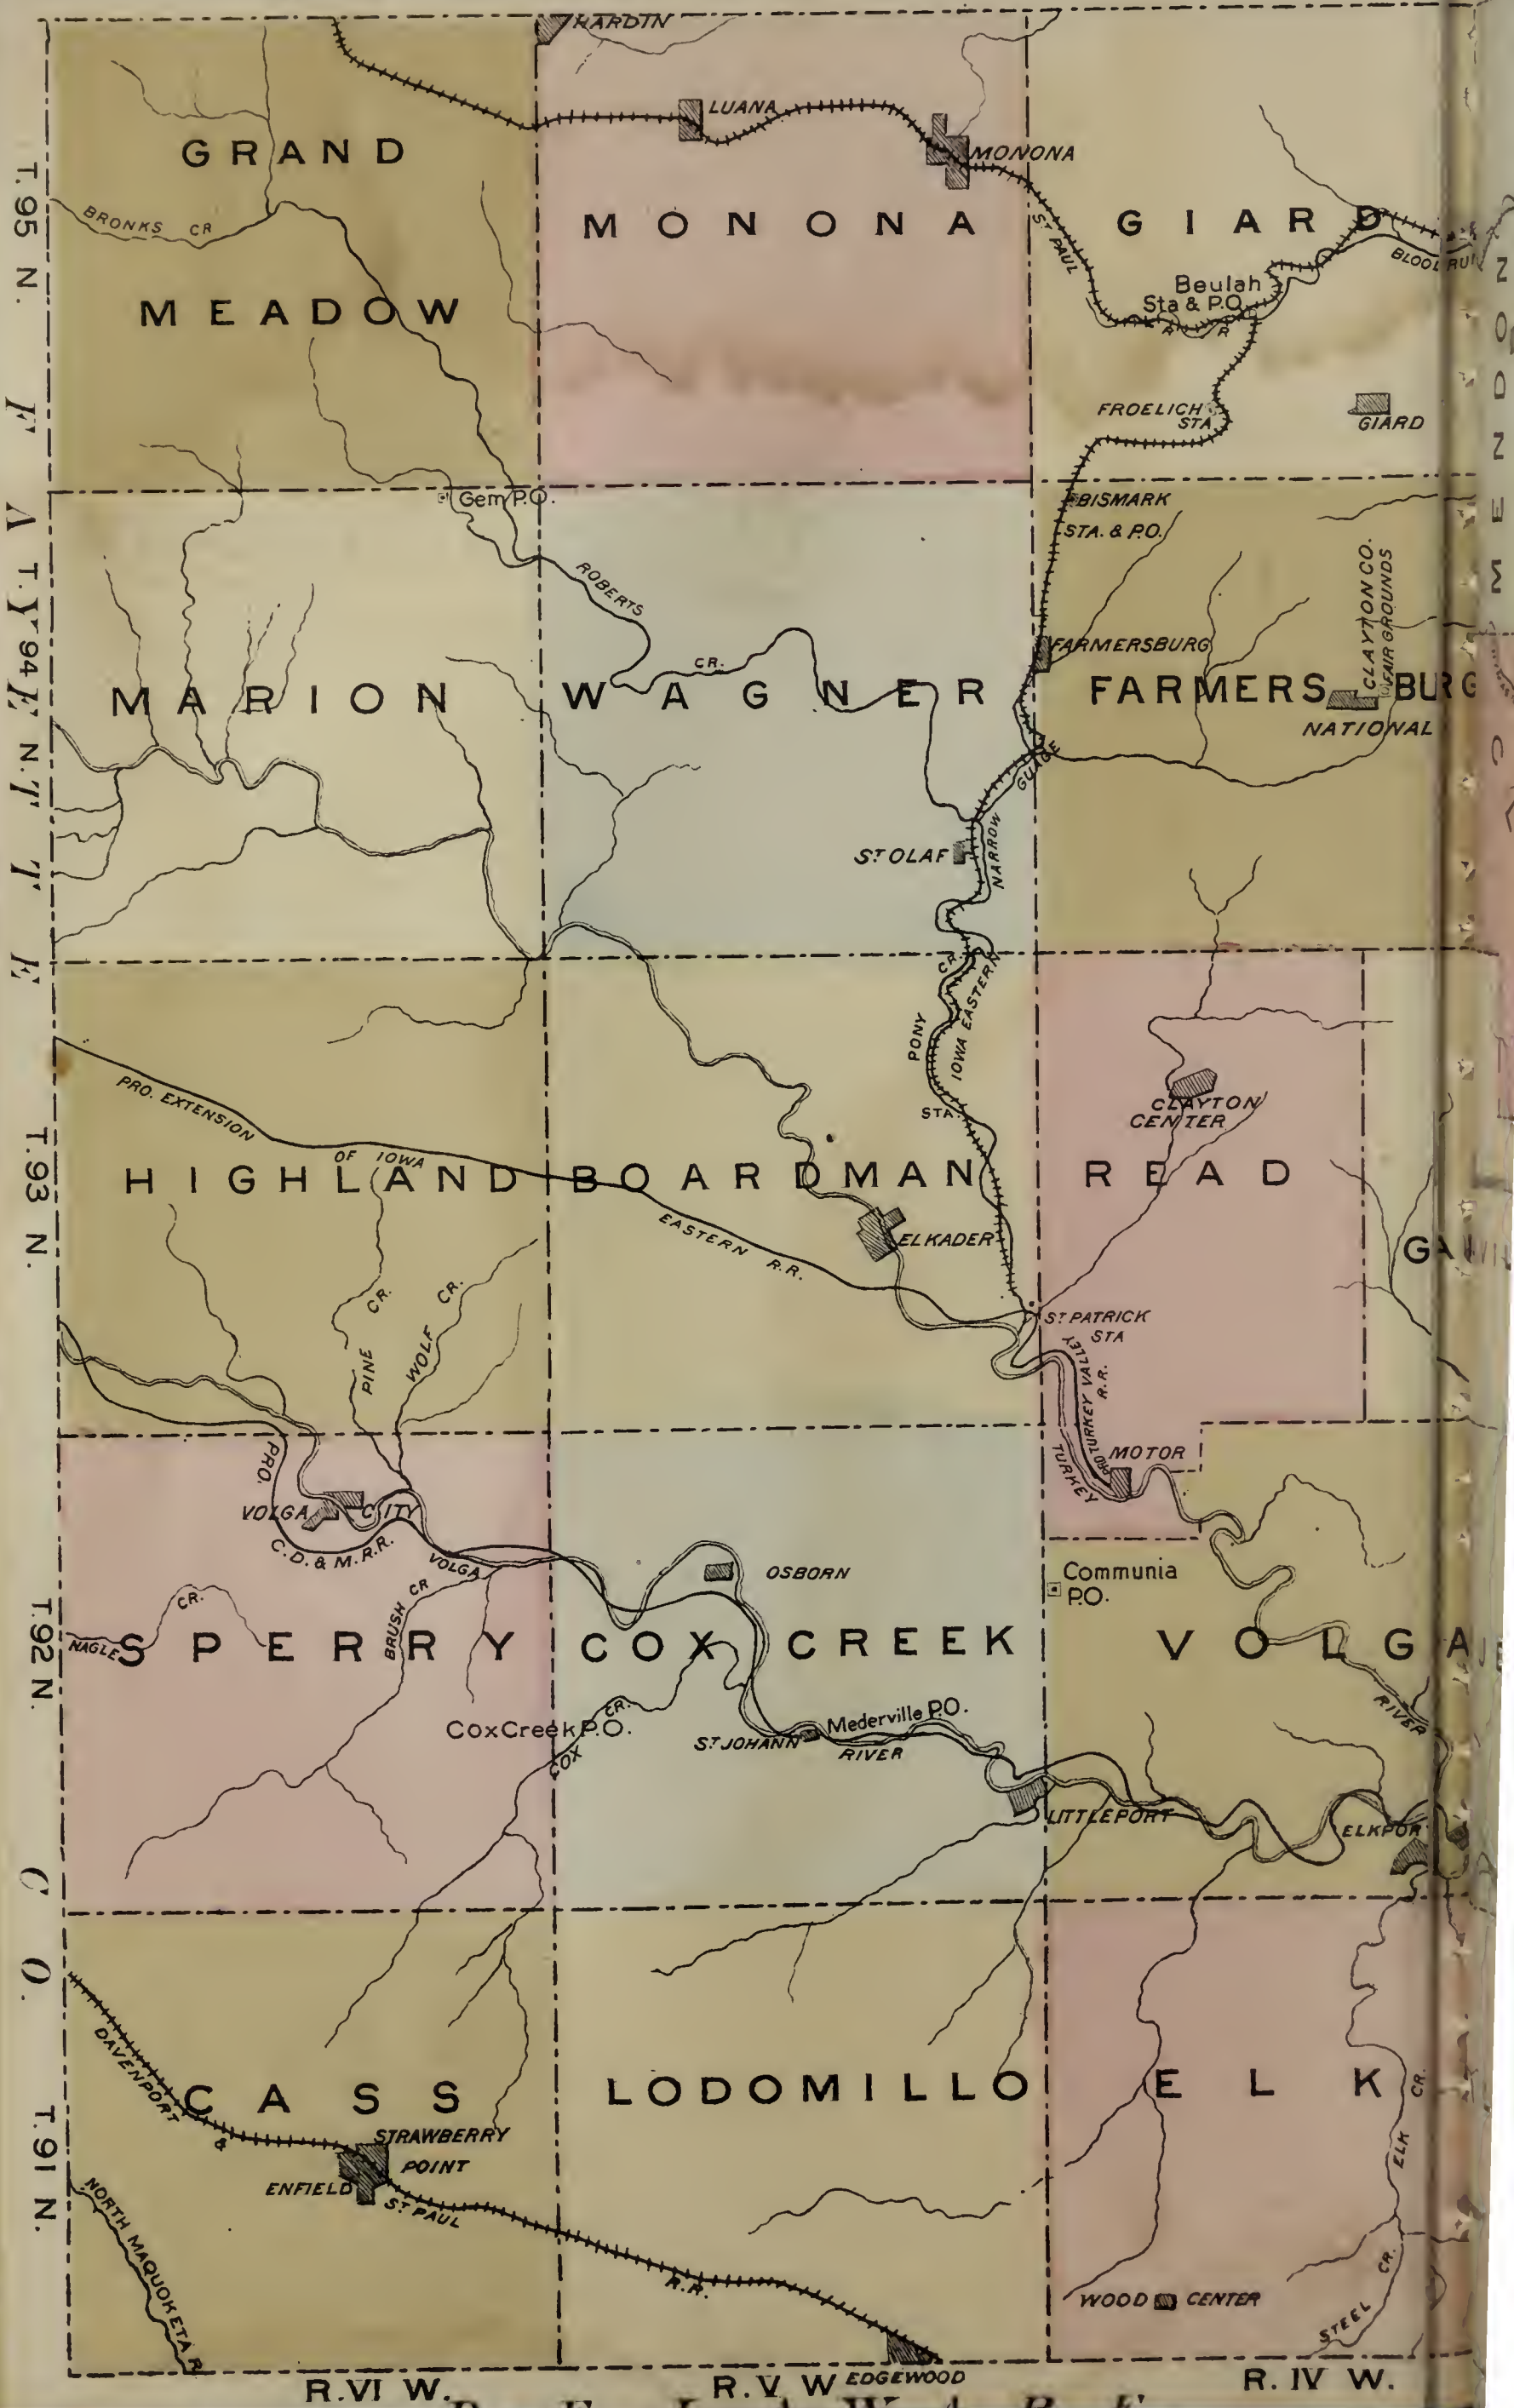 HARDIN
LUANA
MONONA
GRAND
MEADOW
BRONKS CR
MONONA
GIARD
ST PAUL
R R
Beulah
Sta & P.O.
FROELICH
STA
GIARD
T. 95 N.
Gem P.O.
ROBERTS
CR.
BISMARK
STA. & P.O.
FARMERSBURG
CLAYTON CO.
FAIR GROUNDS
MARION
WAGNER
FARMERSBURG
NATIONAL
T. 94 N.
FAYETTE
GUAGE
NARROW
ST OLAF
CR.
PONY
IOWA EASTERN
STA.
CLAYTON
CENTER
PRO. EXTENSION
OF IOWA
EASTERN R.R.
HIGHLAND
BOARDMAN
READ
ELKADER
T. 93 N.
PINE CR.
WOLF CR.
ST PATRICK
STA
PRO. TURKEY VALLEY
R.R.
TURKEY
MOTOR
PRO.
C.D. & M.R.R.
VOLGA CITY
VOLGA
OSBORN
Communia
P.O.
NAGLE CR.
BRUSH CR
SPERRY
COX CREEK
VOLGA
T. 92 N.
Cox Creek P.O.
COX CR.
ST JOHANN
Mederville P.O.
RIVER
RIVER
LITTLEPORT
ELKPOR
CO.
DAVENPORT
&
ST PAUL
R.R.
CASS
LODOMILLO
ELK
STRAWBERRY
POINT
ENFIELD
ELK CR.
T. 91 N.
NORTH MAQUOKETA R
WOOD CENTER
STEEL CR.
EDGEWOOD
R. VI W.
R. V W
R. IV W.